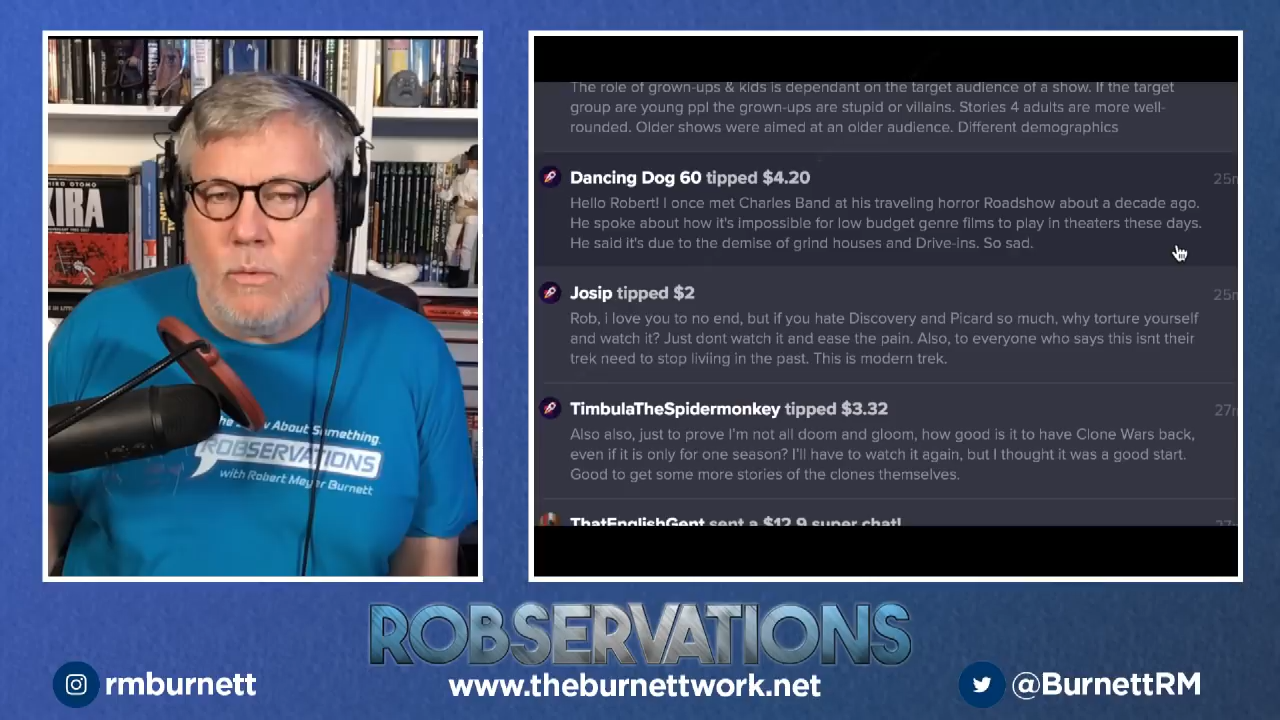 The role of grown-ups & kids is dependant on the target audience of a show. If the target
group are young ppl the grown-ups are stupid or villains. Stories 4 adults are more well-
rounded. Older shows were aimed at an older audience. Different demographics
Dancing Dog 60 tipped $4.20
Hello Robert! I once met Charles Band at his traveling horror Roadshow about a decade ago.
He spoke about how it's impossible for low budget genre films to play in theaters these days.
He said it's due to the demise of grind houses and Drive-ins. So sad.
Josip tipped $2
Rob, i love you to no end, but if you hate Discovery and Picard so much, why torture yourself
and watch it? Just dont watch it and ease the pain. Also, to everyone who says this isnt their
trek need to stop liviing in the past. This is modern trek.
TimbulaTheSpidermonkey tipped $3.32
Also also, just to prove I'm not all doom and gloom, how good is it to have Clone Wars back,
even if it is only for one season? I'll have to watch it again, but I thought it was a good start.
Good to get some more stories of the clones themselves.
ThatEnglishGent sent a $12.9 super chat!
About Something.
ROBSERVATIONS
with Robert Meyer Burnett
ROBSERVATIONS
rmburnett
www.theburnettwork.net
@BurnettRM